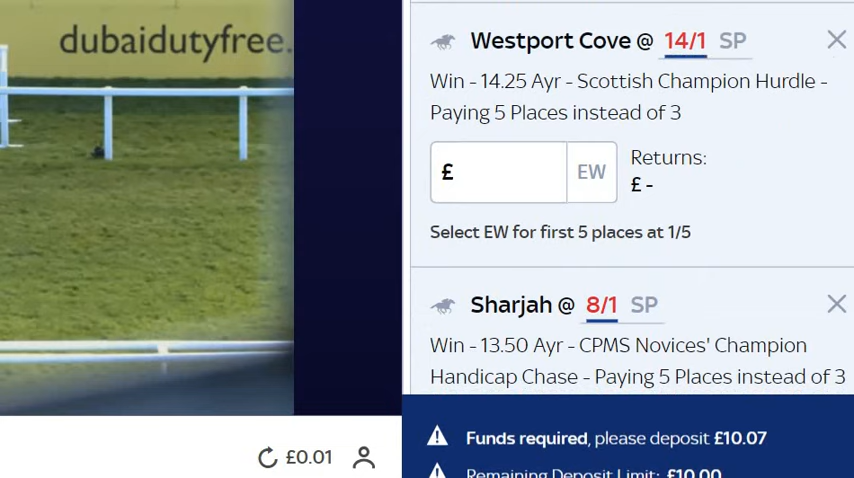 dubaidutyfree.
Westport Cove @ 14/1 SP
Win - 14.25 Ayr - Scottish Champion Hurdle -
Paying 5 Places instead of 3
£
EW
Returns:
£ -
Select EW for first 5 places at 1/5
Sharjah @ 8/1 SP
Win - 13.50 Ayr - CPMS Novices' Champion
Handicap Chase - Paying 5 Places instead of 3
Funds required, please deposit £10.07
Remaining Deposit Limit: £10.00
£0.01